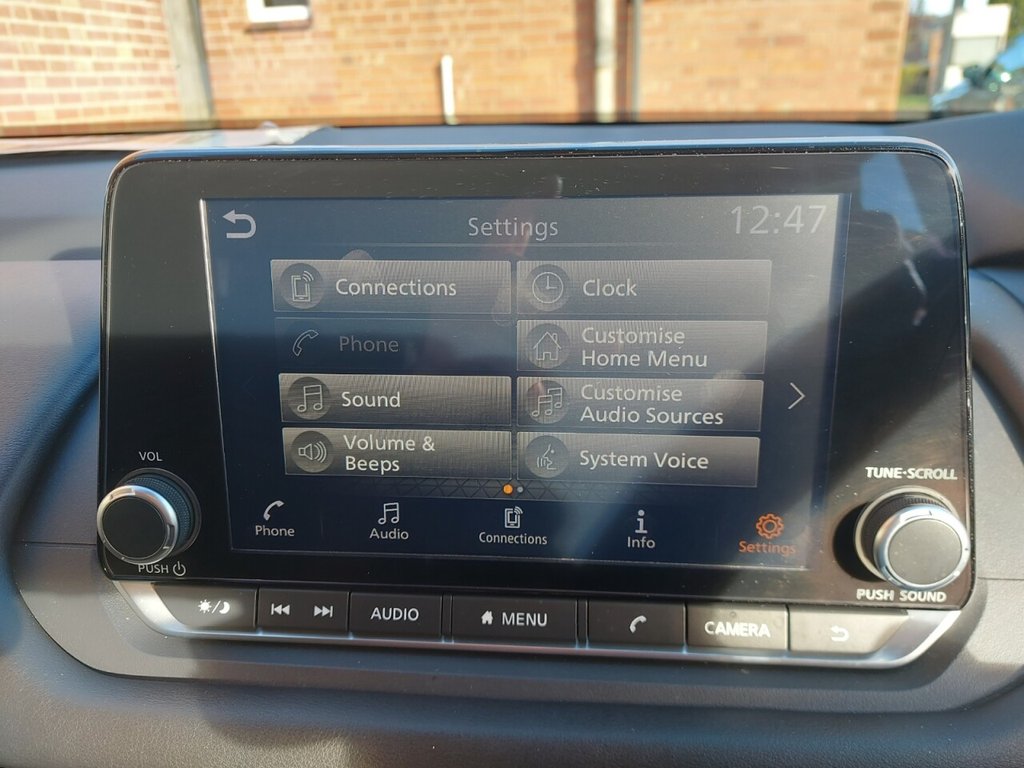 Settings
12:47
Connections
Clock
Phone
Customise
Home Menu
Sound
Customise
Audio Sources
Volume &
Beeps
System Voice
Phone
Audio
Connections
Info
Settings
VOL
PUSH
TUNE·SCROLL
PUSH SOUND
AUDIO
MENU
CAMERA